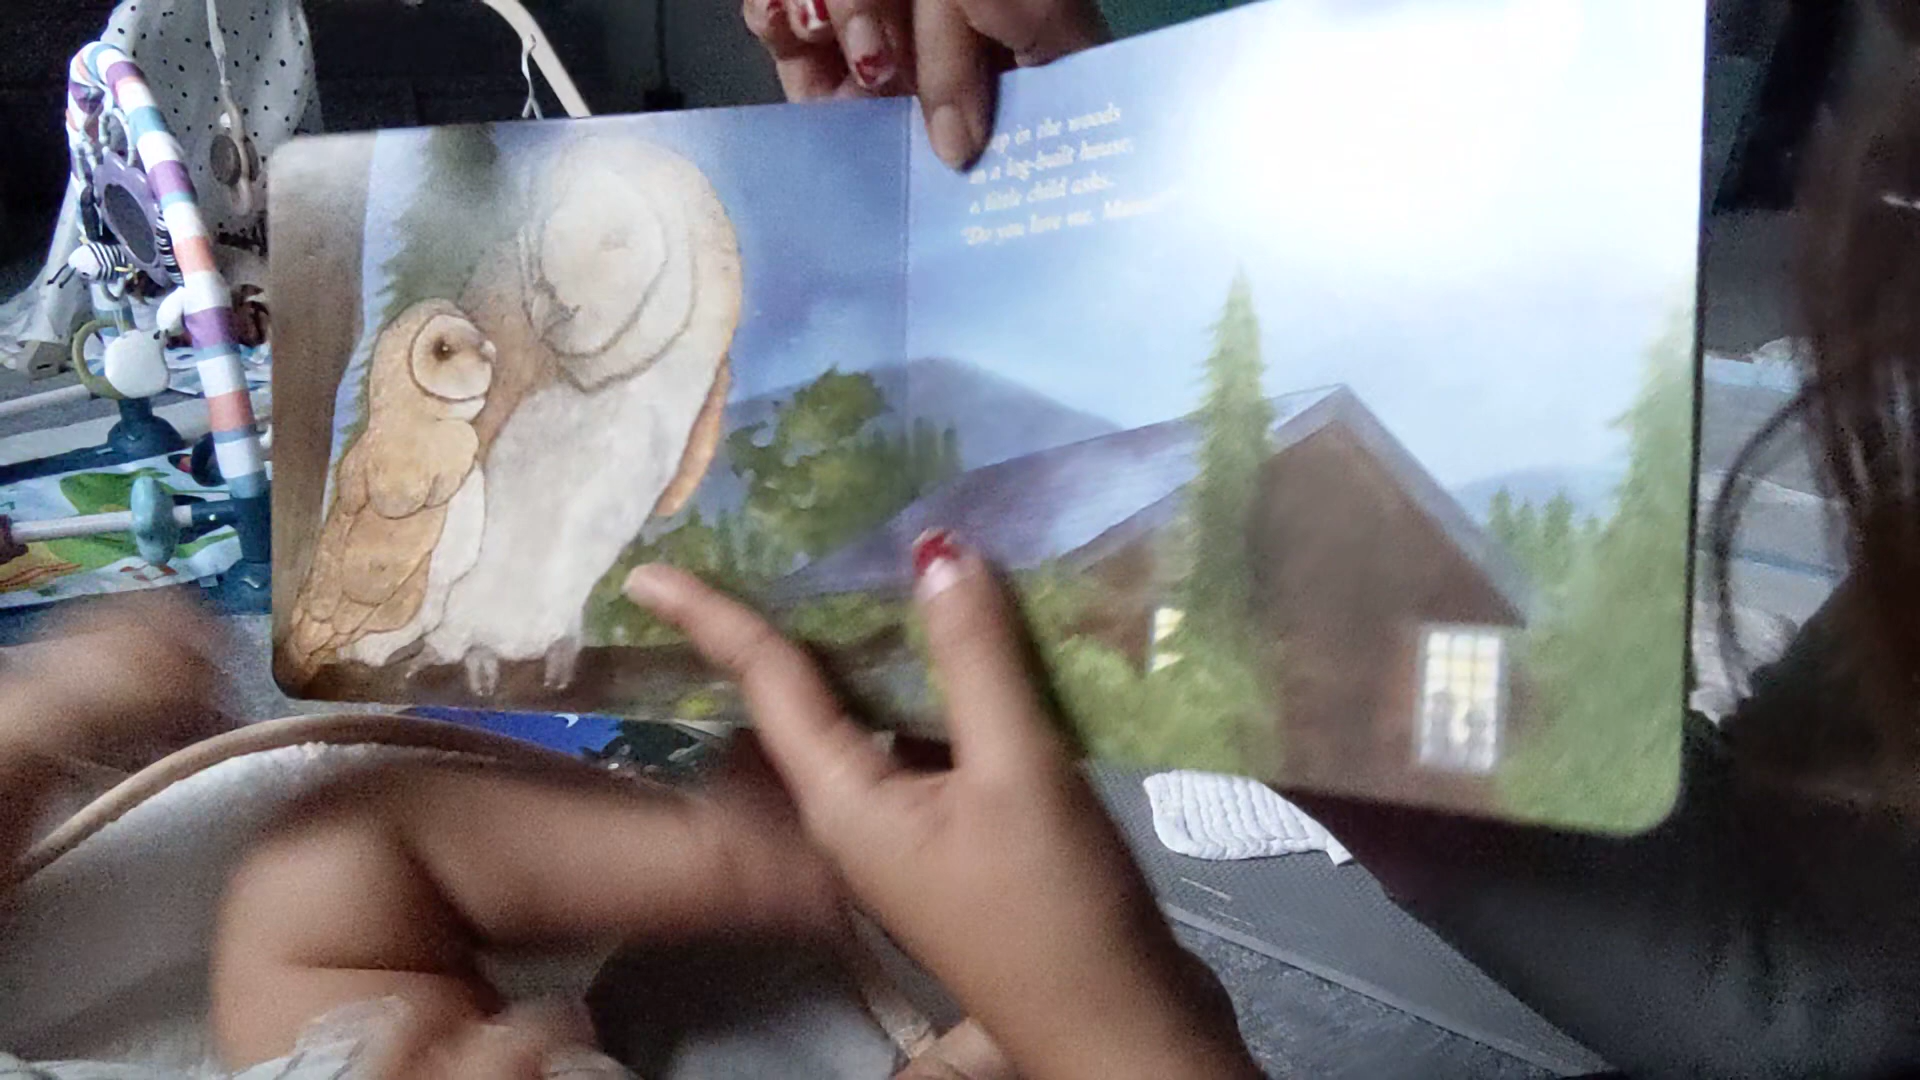 in the woods
a log-built house,
a little child asks,
"Do you love me,